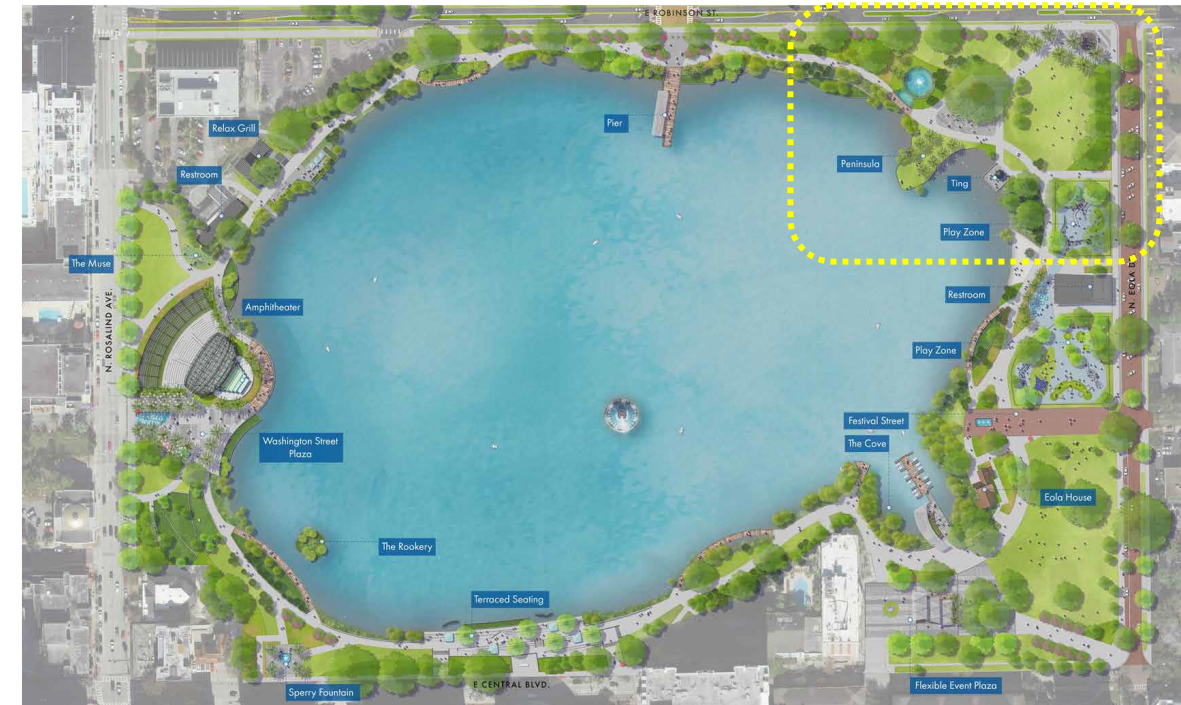 E ROBINSON ST.
Pier
Relax Grill
Peninsula
Restroom
Ting
Play Zone
The Muse
Restroom
N. EOLA D
Amphitheater
N. ROSALIND AVE.
Play Zone
Festival Street
Washington Street
Plaza
The Cove
Eola House
The Rookery
Terraced Seating
E CENTRAL BLVD.
Flexible Event Plaza
Sperry Fountain